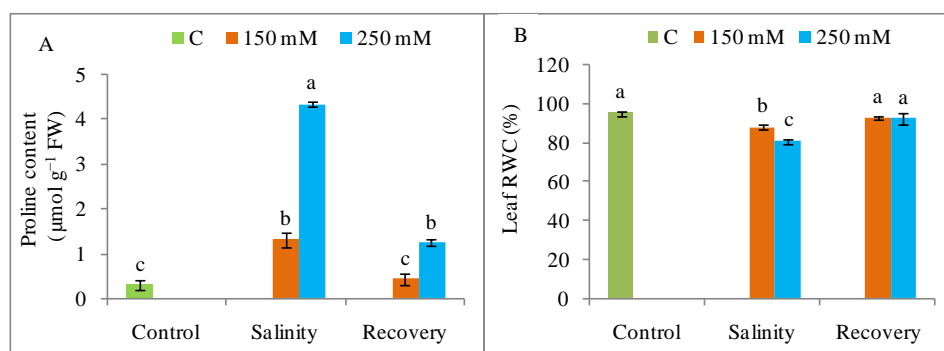 A
C 150 mM 250 mM
Proline content
(µmol g⁻¹ FW)
5
4
3
2
1
0
c
b
a
c
b
Control Salinity Recovery
B
C 150 mM 250 mM
Leaf RWC (%)
120
100
80
60
40
20
0
a
b
c
a
a
Control Salinity Recovery